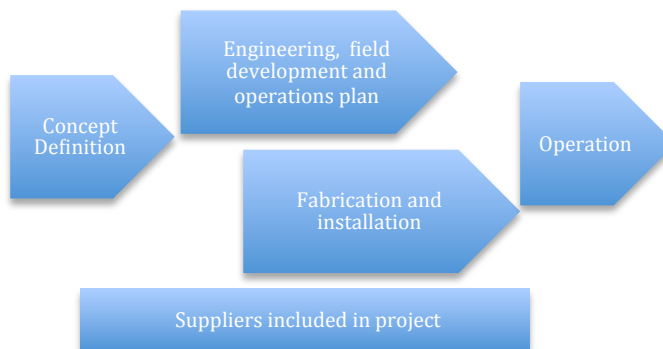 Concept
Definition
Engineering, field
development and
operations plan
Fabrication and
installation
Operation
Suppliers included in project